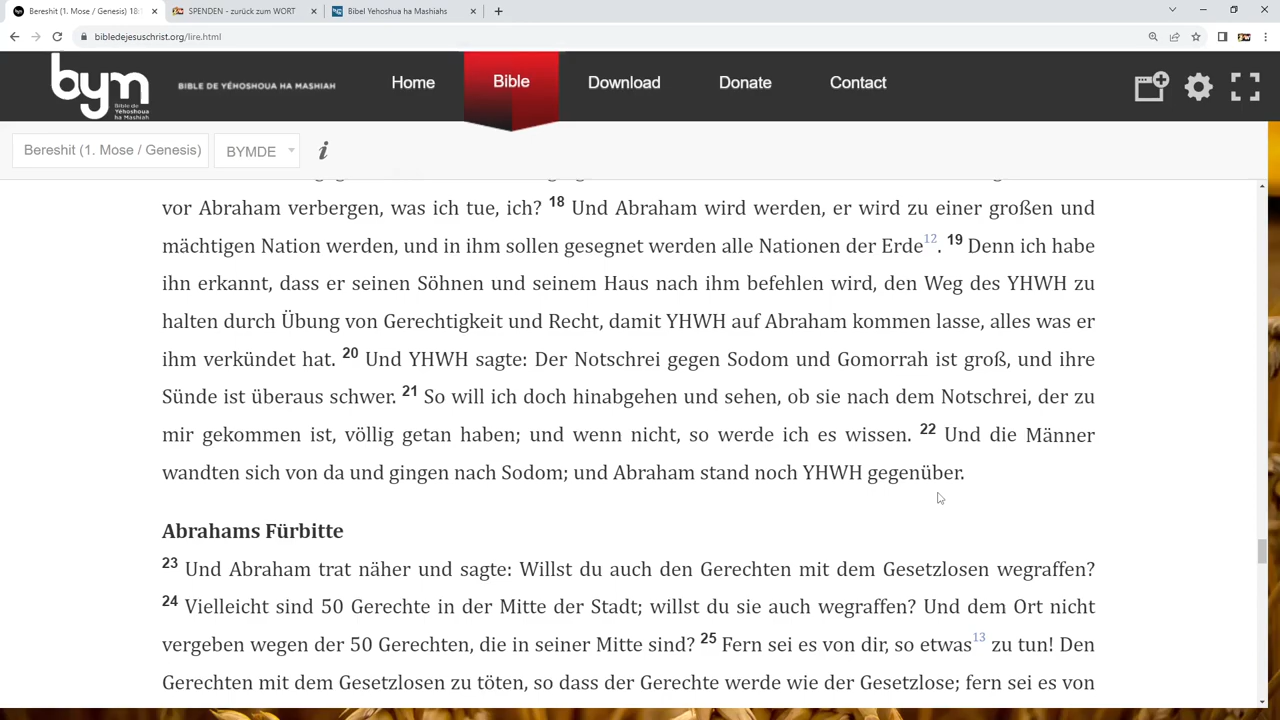 Bereshit (1. Mose / Genesis) 18:1
SPENDEN - zurück zum WORT
Bibel Yehoshua ha Mashiahs
bibledejesuschrist.org/lire.html
bym
Bible de
Yéhoshoua
ha Mashiah
BIBLE DE YÉHOSHOUA HA MASHIAH
Home
Bible
Download
Donate
Contact
Bereshit (1. Mose / Genesis)
BYMDE
i
vor Abraham verbergen, was ich tue, ich? 18 Und Abraham wird werden, er wird zu einer großen und
mächtigen Nation werden, und in ihm sollen gesegnet werden alle Nationen der Erde12. 19 Denn ich habe
ihn erkannt, dass er seinen Söhnen und seinem Haus nach ihm befehlen wird, den Weg des YHWH zu
halten durch Übung von Gerechtigkeit und Recht, damit YHWH auf Abraham kommen lasse, alles was er
ihm verkündet hat. 20 Und YHWH sagte: Der Notschrei gegen Sodom und Gomorrah ist groß, und ihre
Sünde ist überaus schwer. 21 So will ich doch hinabgehen und sehen, ob sie nach dem Notschrei, der zu
mir gekommen ist, völlig getan haben; und wenn nicht, so werde ich es wissen. 22 Und die Männer
wandten sich von da und gingen nach Sodom; und Abraham stand noch YHWH gegenüber.
Abrahams Fürbitte
23 Und Abraham trat näher und sagte: Willst du auch den Gerechten mit dem Gesetzlosen wegraffen?
24 Vielleicht sind 50 Gerechte in der Mitte der Stadt; willst du sie auch wegraffen? Und dem Ort nicht
vergeben wegen der 50 Gerechten, die in seiner Mitte sind? 25 Fern sei es von dir, so etwas13 zu tun! Den
Gerechten mit dem Gesetzlosen zu töten, so dass der Gerechte werde wie der Gesetzlose; fern sei es von